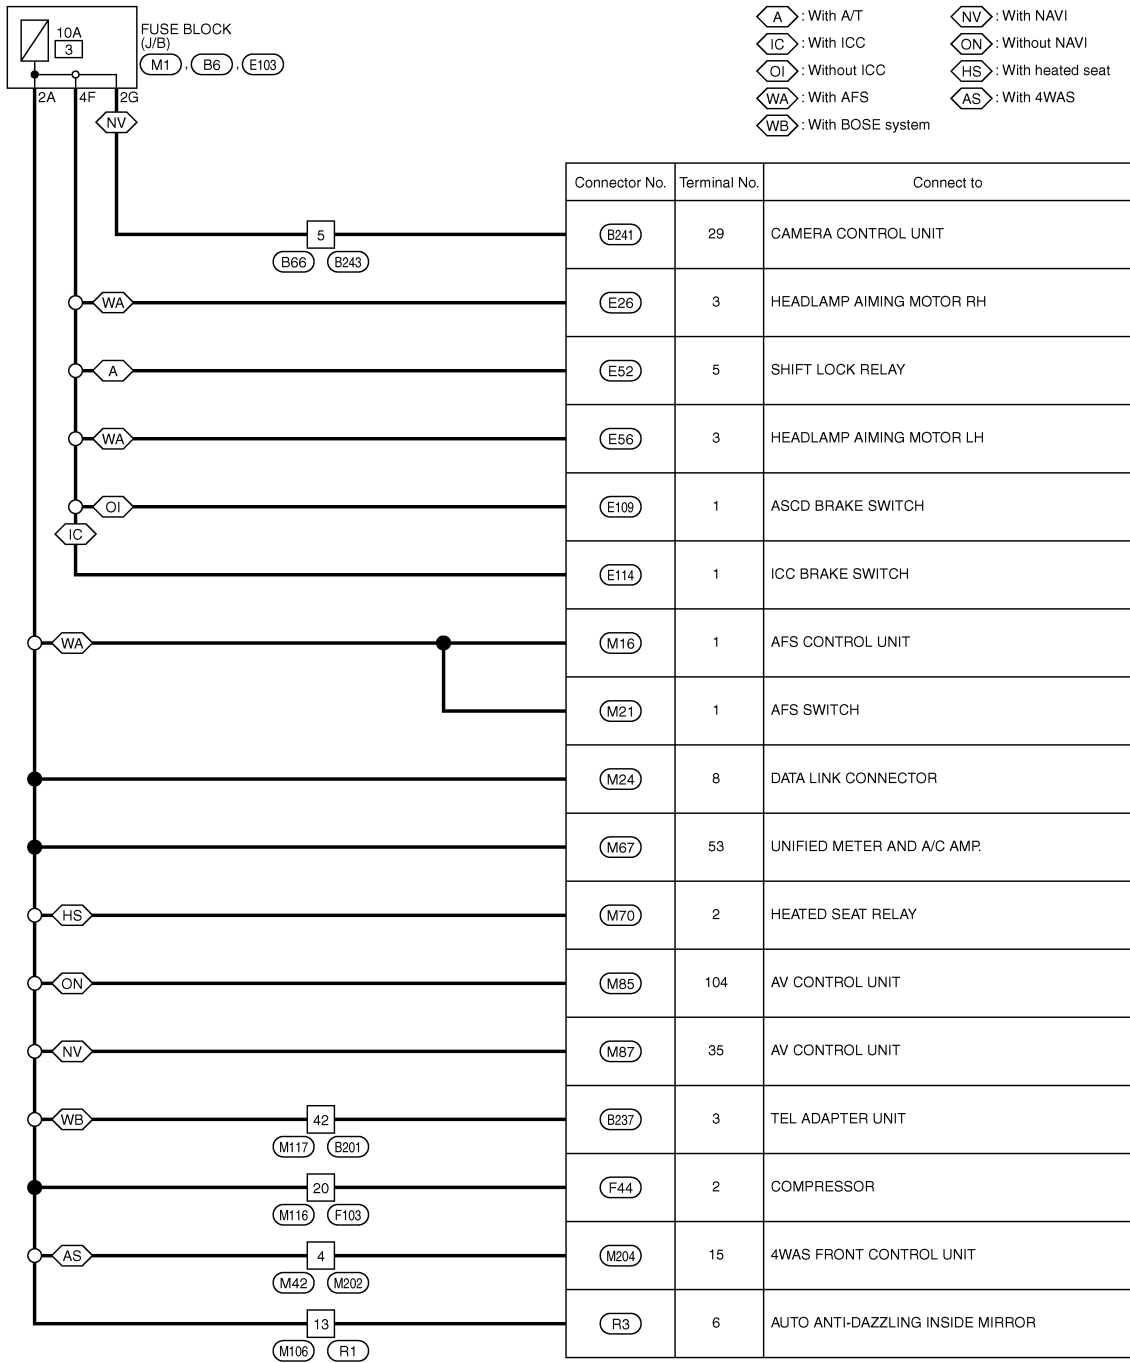 10A
3
FUSE BLOCK
(J/B)
M1 , B6 , E103
2A 4F 2G
NV
A : With A/T
IC : With ICC
OI : Without ICC
WA : With AFS
WB : With BOSE system
NV : With NAVI
ON : Without NAVI
HS : With heated seat
AS : With 4WAS
Connector No. Terminal No. Connect to
5 B241 29 CAMERA CONTROL UNIT
B66 B243
WA E26 3 HEADLAMP AIMING MOTOR RH
A E52 5 SHIFT LOCK RELAY
WA E56 3 HEADLAMP AIMING MOTOR LH
OI E109 1 ASCD BRAKE SWITCH
IC
E114 1 ICC BRAKE SWITCH
WA M16 1 AFS CONTROL UNIT
M21 1 AFS SWITCH
M24 8 DATA LINK CONNECTOR
M67 53 UNIFIED METER AND A/C AMP.
HS M70 2 HEATED SEAT RELAY
ON M85 104 AV CONTROL UNIT
NV M87 35 AV CONTROL UNIT
WB 42 B237 3 TEL ADAPTER UNIT
M117 B201
20 F44 2 COMPRESSOR
M116 F103
AS 4 M204 15 4WAS FRONT CONTROL UNIT
M42 M202
13 R3 6 AUTO ANTI-DAZZLING INSIDE MIRROR
M106 R1